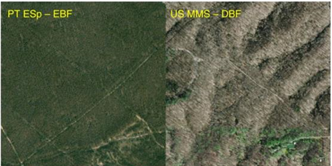 PT ESp – EBF
US MMS – DBF